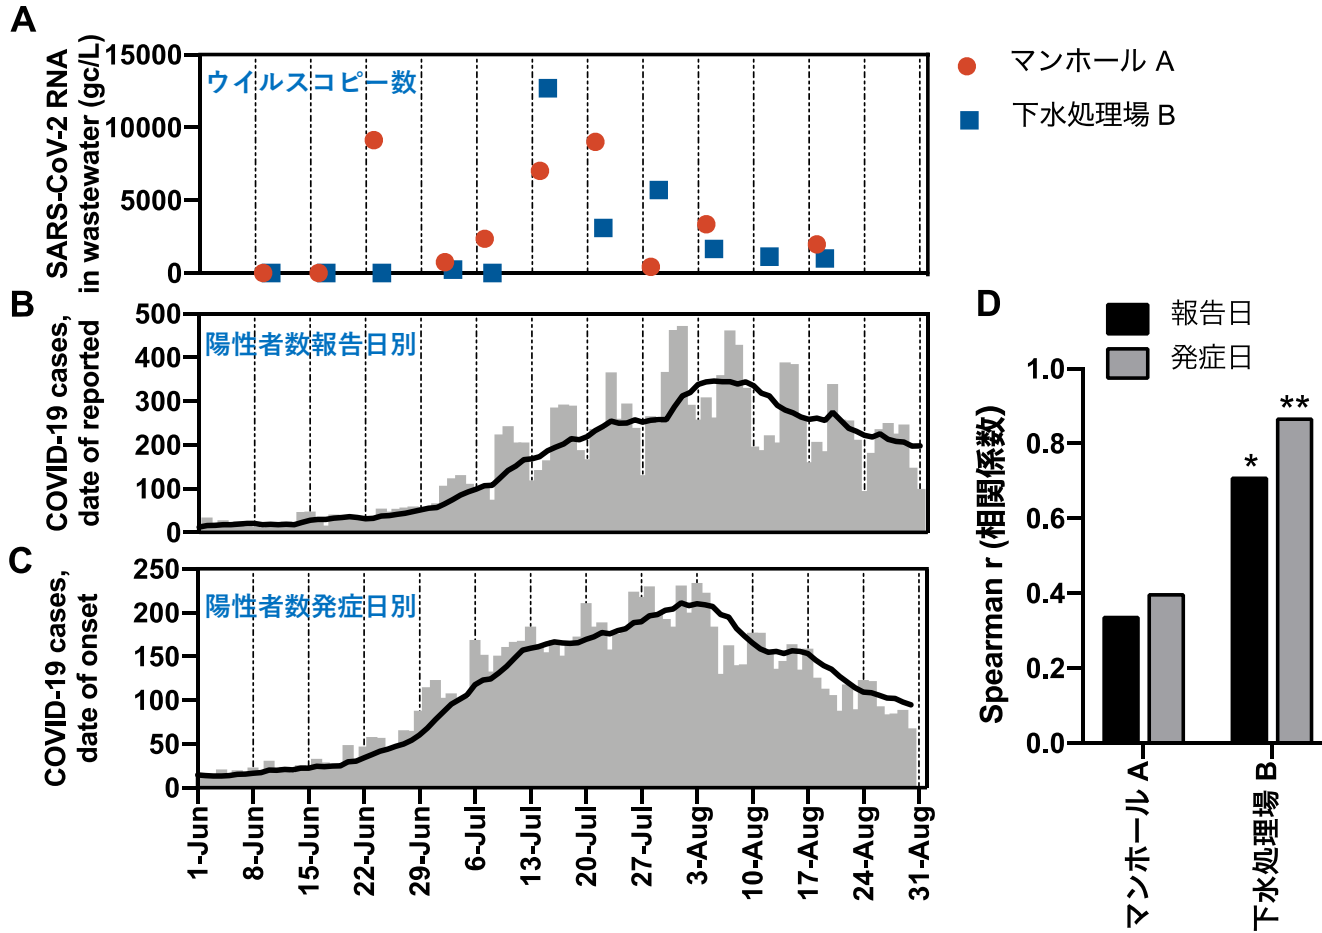 A
SARS-CoV-2 RNA
in wastewater (gc/L)
15000
10000
5000
0
ウイルスコピー数
マンホール A
下水処理場 B
B
COVID-19 cases,
date of reported
500
400
300
200
100
0
陽性者数報告日別
C
COVID-19 cases,
date of onset
250
200
150
100
50
0
陽性者数発症日別
1-Jun
8-Jun
15-Jun
22-Jun
29-Jun
6-Jul
13-Jul
20-Jul
27-Jul
3-Aug
10-Aug
17-Aug
24-Aug
31-Aug
D
報告日
発症日
Spearman r (相関係数)
1.0
0.8
0.6
0.4
0.2
0.0
*
**
マンホール A
下水処理場 B